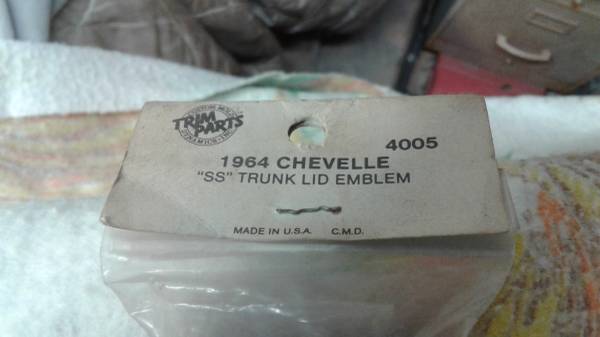 TRIM PARTS
4005
1964 CHEVELLE
"SS" TRUNK LID EMBLEM
MADE IN U.S.A. C.M.D.